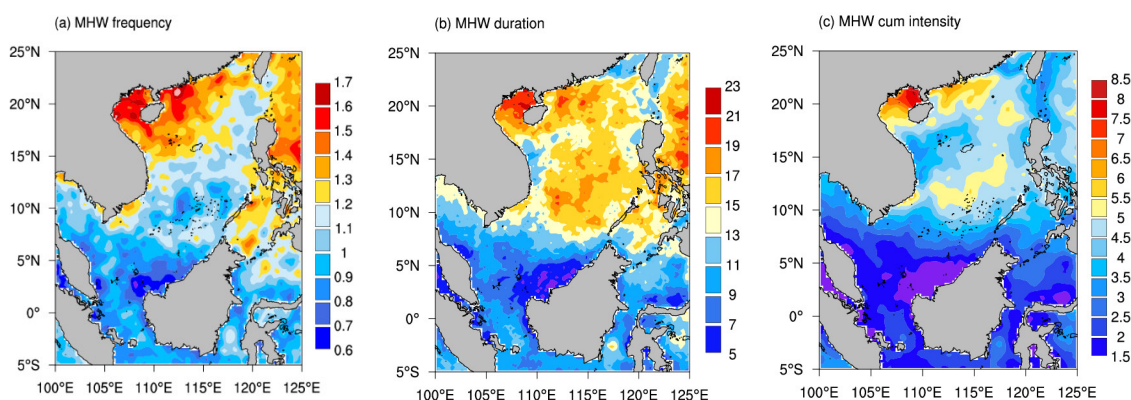 (a) MHW frequency
25°N
20°N
15°N
10°N
5°N
0°
5°S
100°E 105°E 110°E 115°E 120°E 125°E
1.7
1.6
1.5
1.4
1.3
1.2
1.1
1
0.9
0.8
0.7
0.6
(b) MHW duration
25°N
20°N
15°N
10°N
5°N
0°
5°S
100°E 105°E 110°E 115°E 120°E 125°E
23
21
19
17
15
13
11
9
7
5
(c) MHW cum intensity
25°N
20°N
15°N
10°N
5°N
0°
5°S
100°E 105°E 110°E 115°E 120°E 125°E
8.5
8
7.5
7
6.5
6
5.5
5
4.5
4
3.5
3
2.5
2
1.5